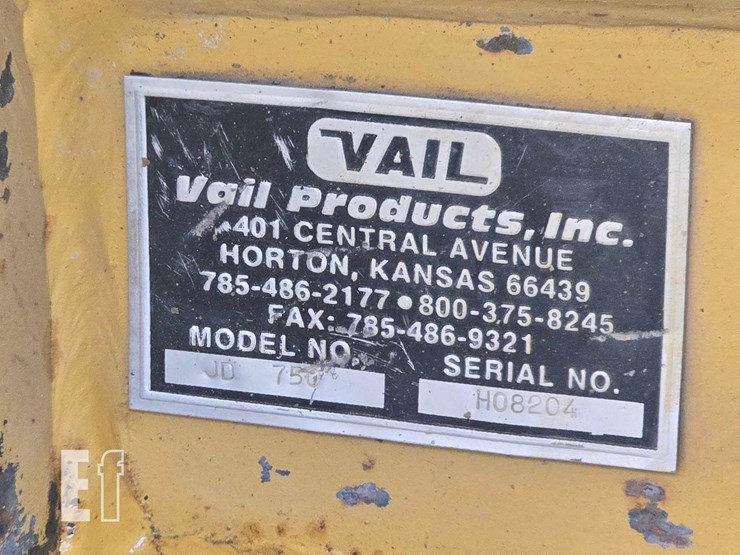 VAIL
Vail Products, Inc.
401 CENTRAL AVENUE
HORTON, KANSAS 66439
785-486-2177 • 800-375-8245
FAX: 785-486-9321
MODEL NO. SERIAL NO.
JD H08204
Ef